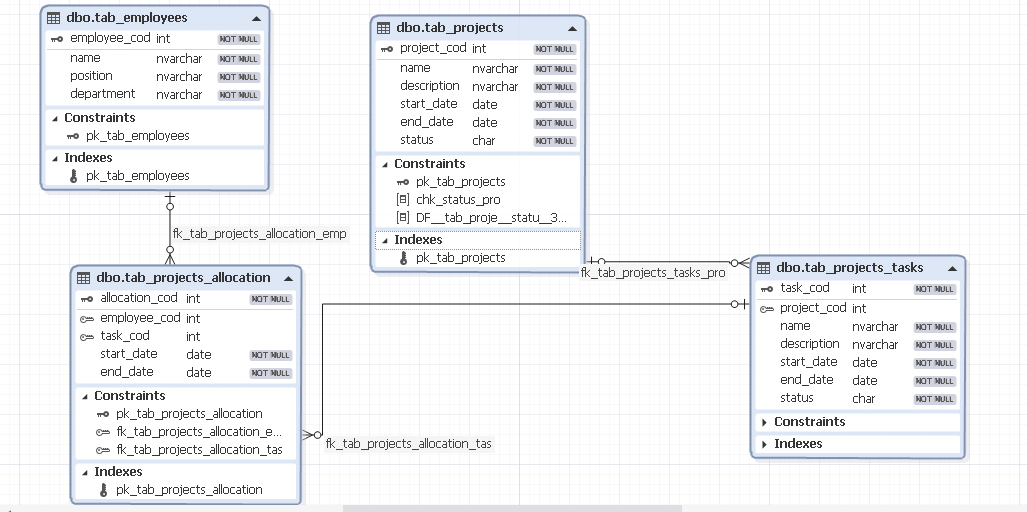 dbo.tab_employees
employee_cod int NOT NULL
name nvarchar NOT NULL
position nvarchar NOT NULL
department nvarchar NOT NULL
Constraints
pk_tab_employees
Indexes
pk_tab_employees
fk_tab_projects_allocation_emp
dbo.tab_projects
project_cod int NOT NULL
name nvarchar NOT NULL
description nvarchar NOT NULL
start_date date NOT NULL
end_date date NOT NULL
status char NOT NULL
Constraints
pk_tab_projects
chk_status_pro
DF__tab_proje__statu__3...
Indexes
pk_tab_projects
fk_tab_projects_tasks_pro
dbo.tab_projects_allocation
allocation_cod int NOT NULL
employee_cod int
task_cod int
start_date date NOT NULL
end_date date NOT NULL
Constraints
pk_tab_projects_allocation
fk_tab_projects_allocation_e...
fk_tab_projects_allocation_tas
Indexes
pk_tab_projects_allocation
fk_tab_projects_allocation_tas
dbo.tab_projects_tasks
task_cod int NOT NULL
project_cod int
name nvarchar NOT NULL
description nvarchar NOT NULL
start_date date NOT NULL
end_date date NOT NULL
status char NOT NULL
Constraints
Indexes